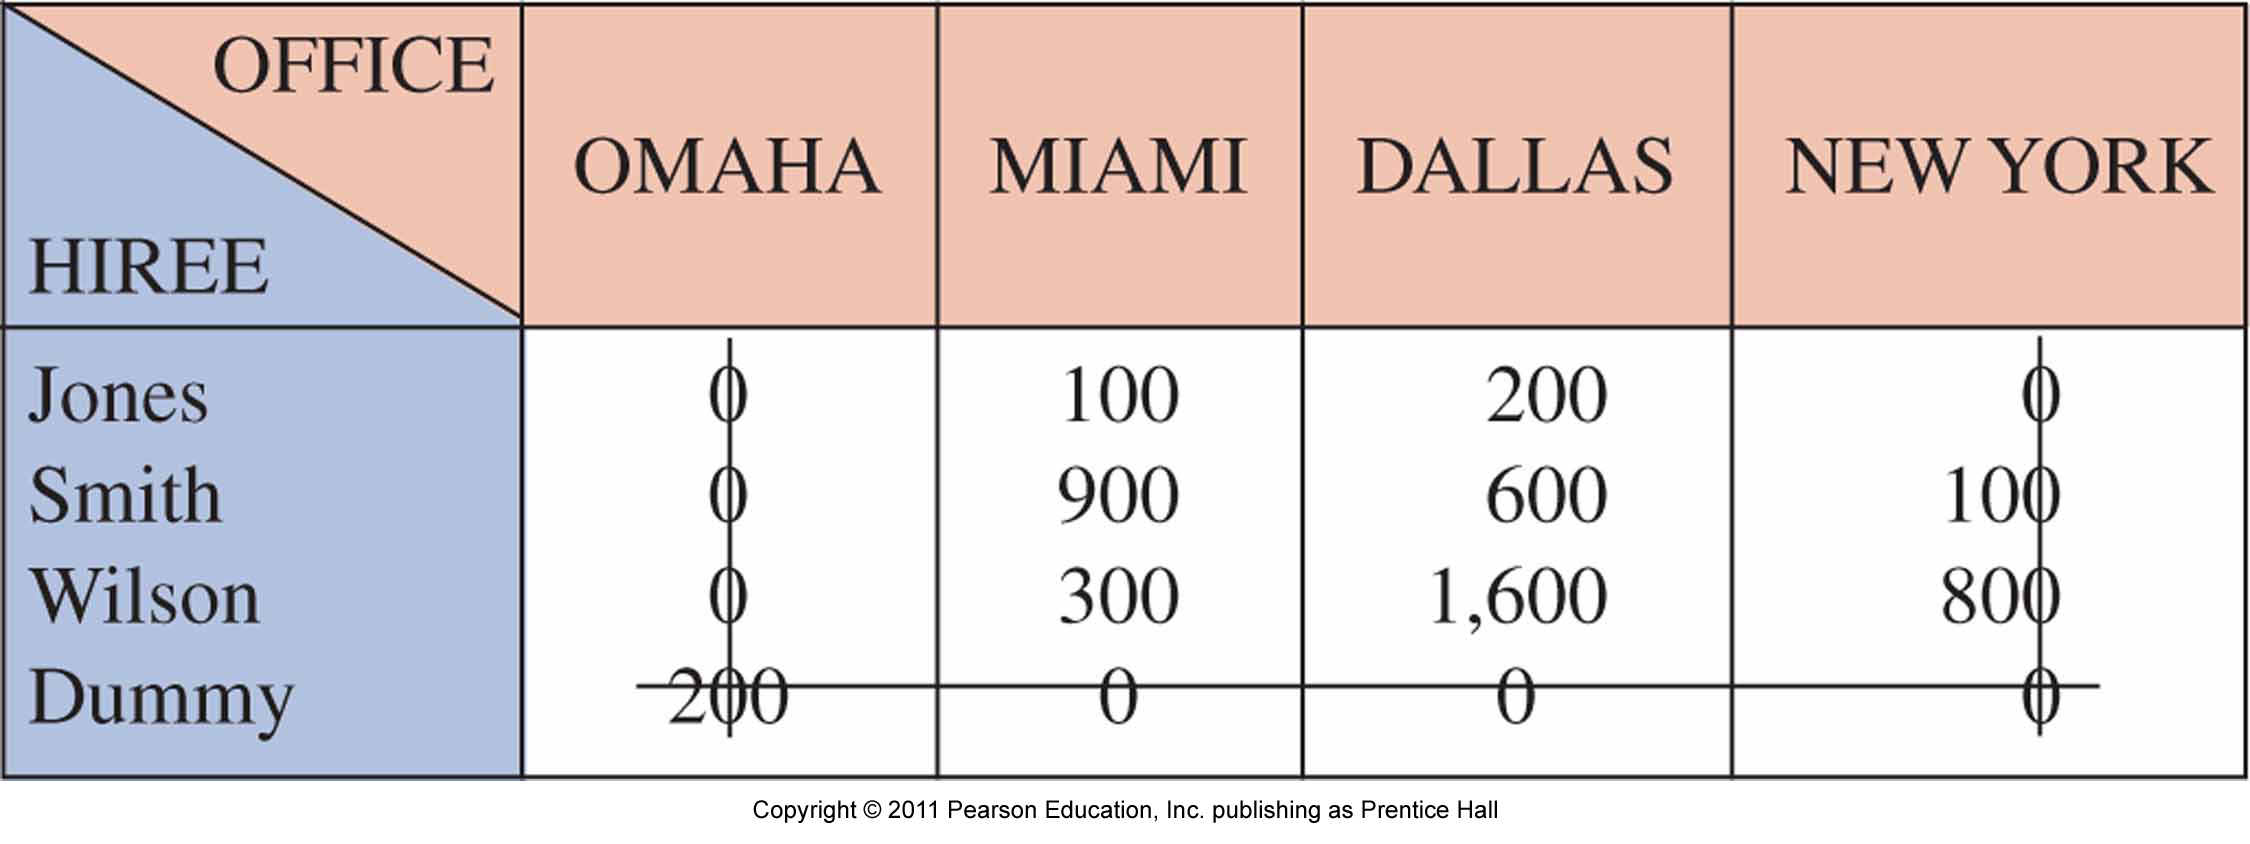 OFFICE
HIREE
OMAHA MIAMI DALLAS NEW YORK
Jones 0 100 200 0
Smith 0 900 600 100
Wilson 0 300 1,600 800
Dummy 200 0 0 0
Copyright © 2011 Pearson Education, Inc. publishing as Prentice Hall